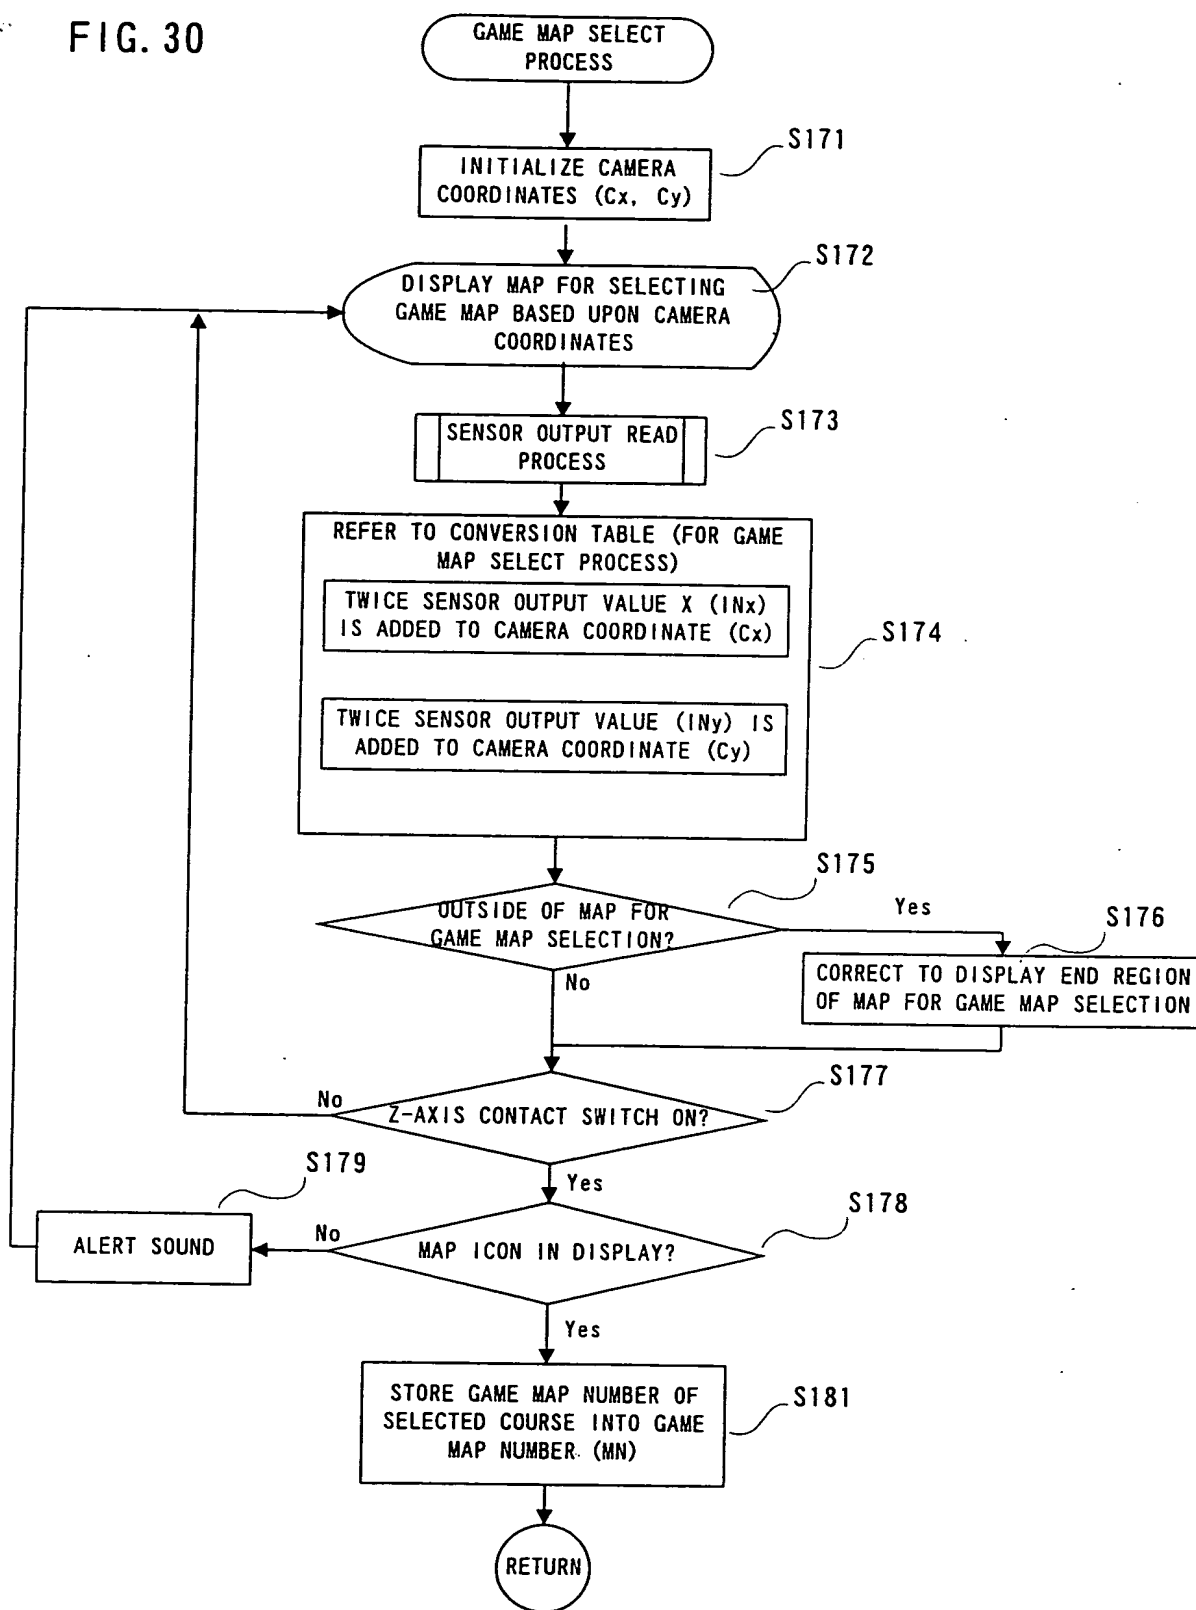 FIG. 30
GAME MAP SELECT
PROCESS
S171
INITIALIZE CAMERA
COORDINATES (Cx, Cy)
S172
DISPLAY MAP FOR SELECTING
GAME MAP BASED UPON CAMERA
COORDINATES
S173
SENSOR OUTPUT READ
PROCESS
REFER TO CONVERSION TABLE (FOR GAME
MAP SELECT PROCESS)
TWICE SENSOR OUTPUT VALUE X (INx)
IS ADDED TO CAMERA COORDINATE (Cx)
S174
TWICE SENSOR OUTPUT VALUE (INy) IS
ADDED TO CAMERA COORDINATE (Cy)
S175
OUTSIDE OF MAP FOR
GAME MAP SELECTION?
Yes
S176
No
CORRECT TO DISPLAY END REGION
OF MAP FOR GAME MAP SELECTION
S177
No
Z-AXIS CONTACT SWITCH ON?
S179
Yes
S178
ALERT SOUND
No
MAP ICON IN DISPLAY?
Yes
STORE GAME MAP NUMBER OF
SELECTED COURSE INTO GAME
MAP NUMBER (MN)
S181
RETURN